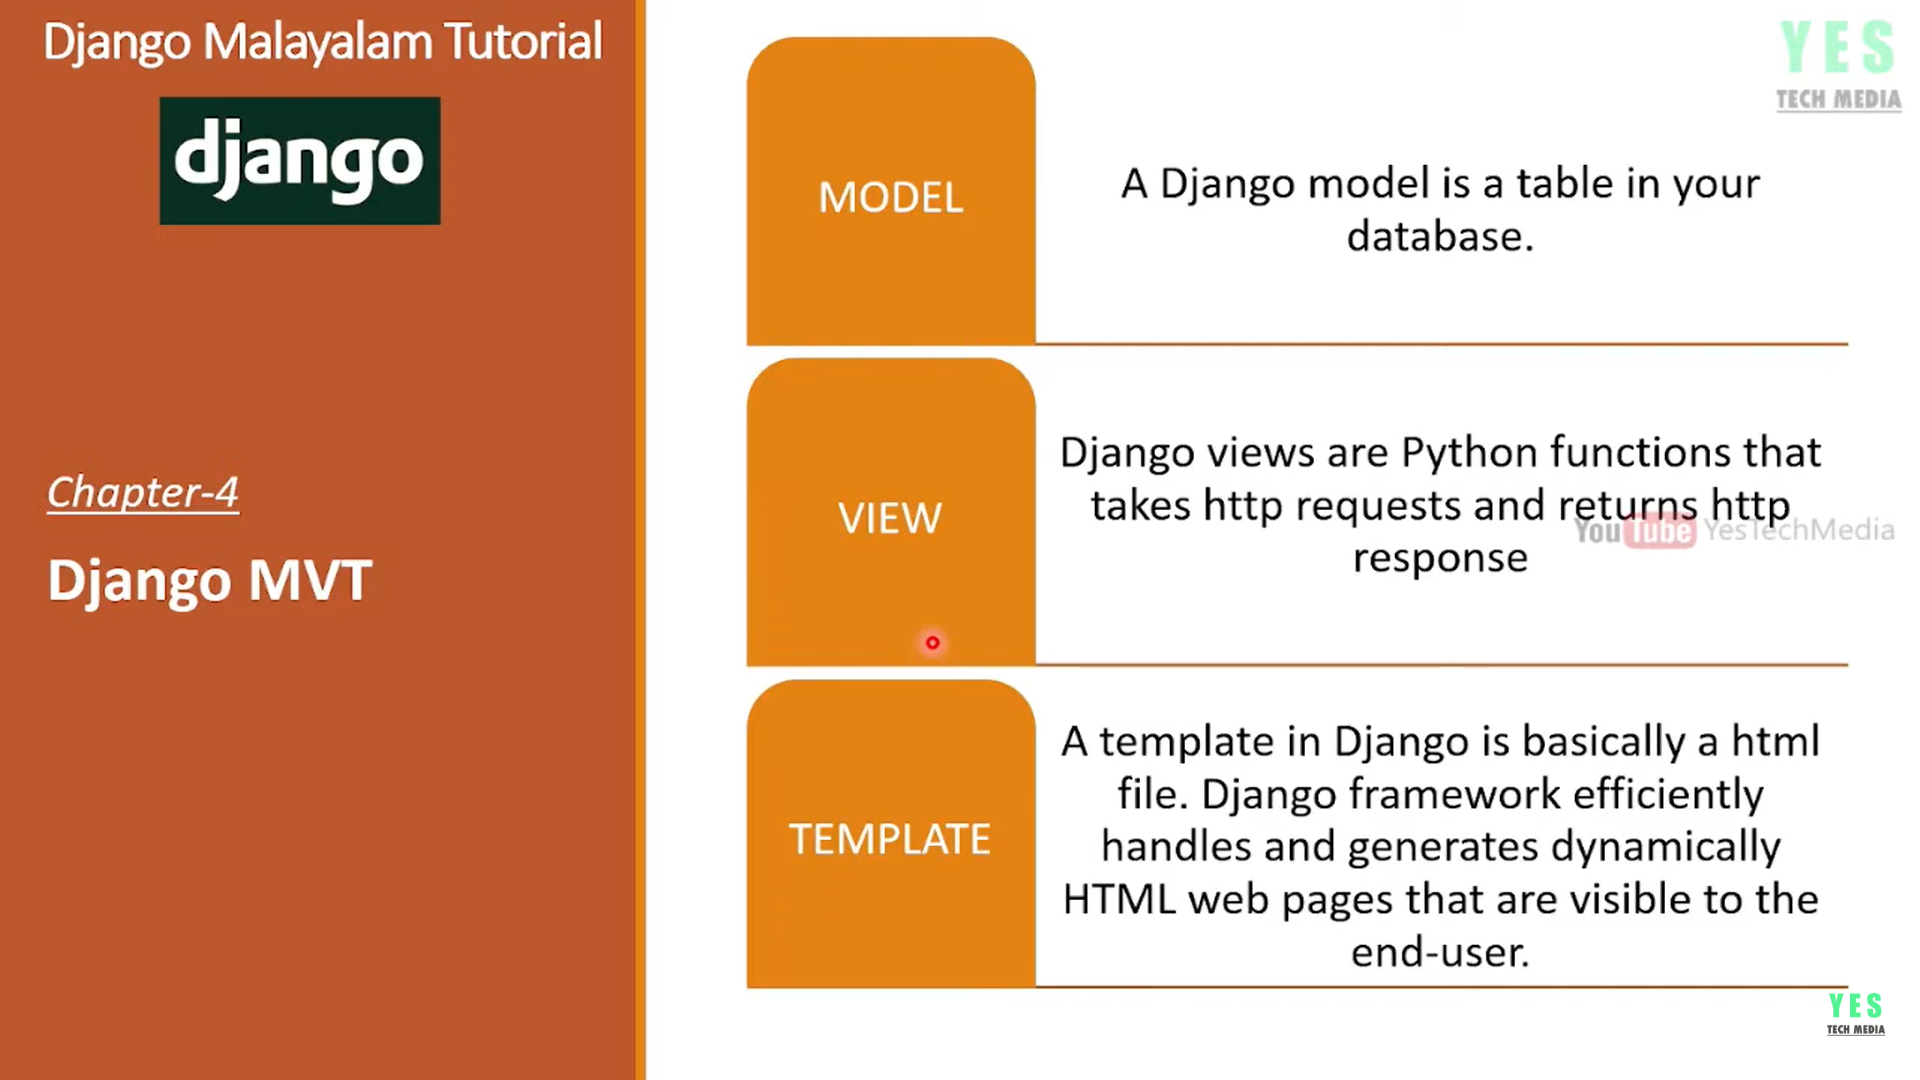 Django Malayalam Tutorial
django
Chapter-4
Django MVT
MODEL
A Django model is a table in your
database.
VIEW
Django views are Python functions that
takes http requests and returns http
response
TEMPLATE
A template in Django is basically a html
file. Django framework efficiently
handles and generates dynamically
HTML web pages that are visible to the
end-user.
YES
TECH MEDIA
YouTube YesTechMedia
YES
TECH MEDIA